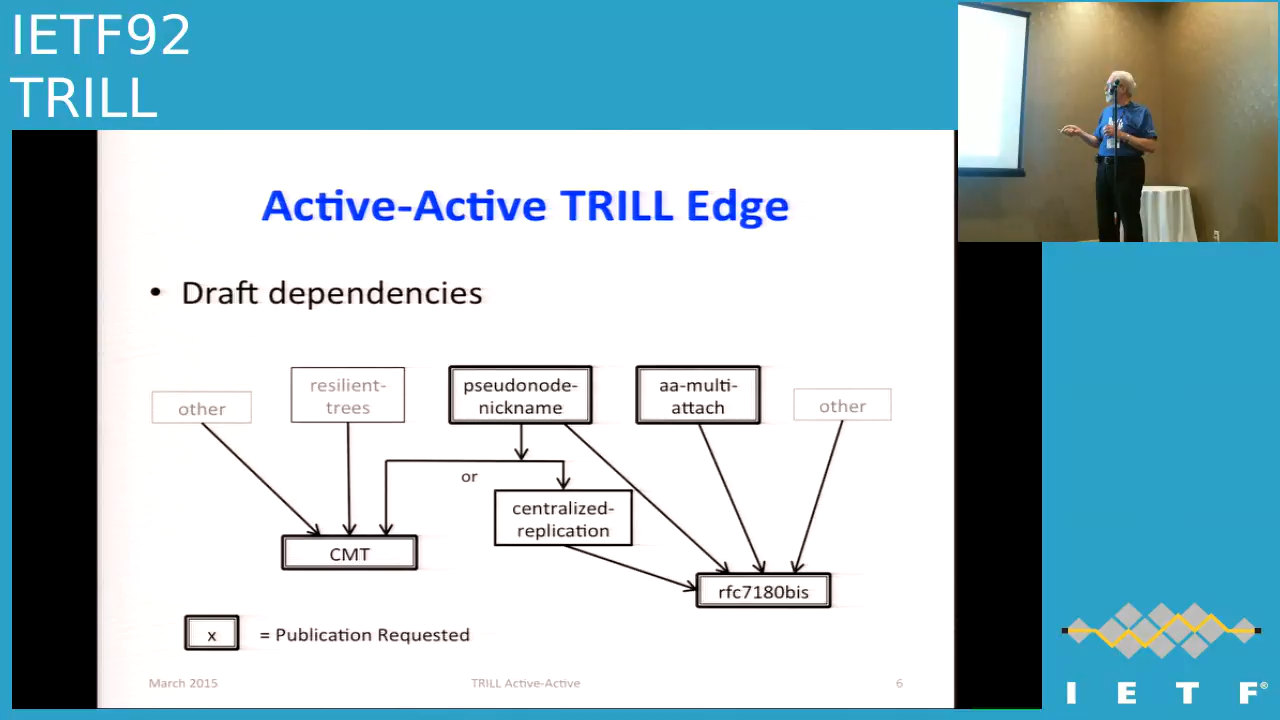 IETF92
TRILL
Active-Active TRILL Edge
• Draft dependencies
other
resilient-
trees
pseudonode-
nickname
aa-multi-
attach
other
or
centralized-
replication
CMT
rfc7180bis
x = Publication Requested
March 2015 TRILL Active-Active 6
I E T F®